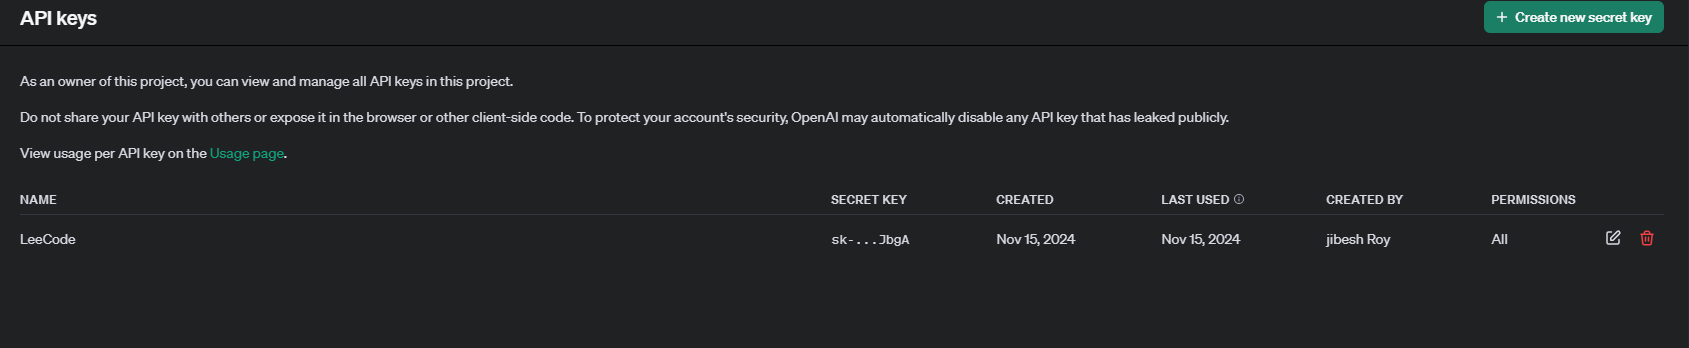 API keys
+ Create new secret key
As an owner of this project, you can view and manage all API keys in this project.
Do not share your API key with others or expose it in the browser or other client-side code. To protect your account's security, OpenAI may automatically disable any API key that has leaked publicly.
View usage per API key on the Usage page.
NAME SECRET KEY CREATED LAST USED CREATED BY PERMISSIONS
LeeCode sk-...JbgA Nov 15, 2024 Nov 15, 2024 jibesh Roy All